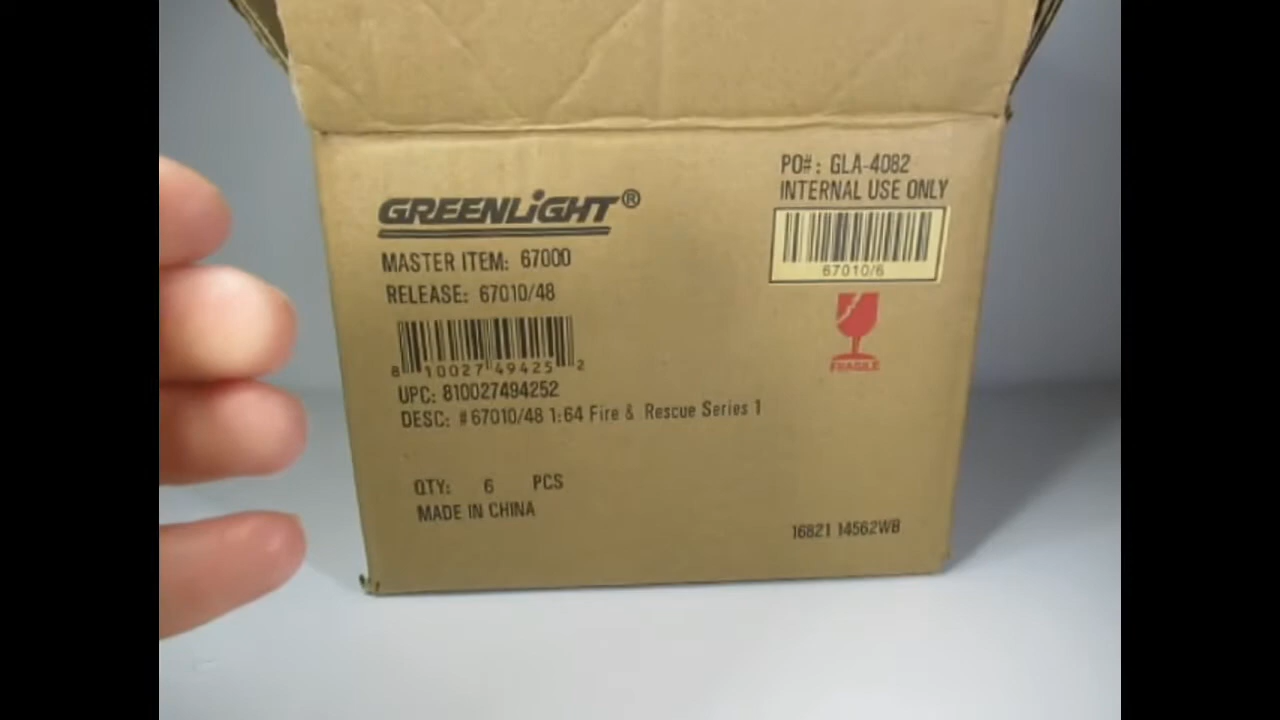 GREENLiGHT®
MASTER ITEM: 67000
RELEASE: 67010/48
8 10027 49425 2
UPC: 810027494252
DESC: #67010/48 1:64 Fire & Rescue Series 1
QTY: 6 PCS
MADE IN CHINA
PO#: GLA-4082
INTERNAL USE ONLY
67010/6
FRAGILE
16821 14562WB